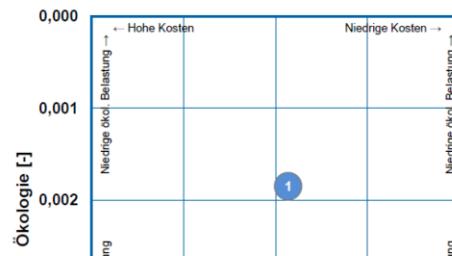 0,000
← Hohe Kosten
Niedrige Kosten →
Niedrige ökol. Belastung →
Niedrige ökol. Belastung →
0,001
1
0,002
Ökologie [-]